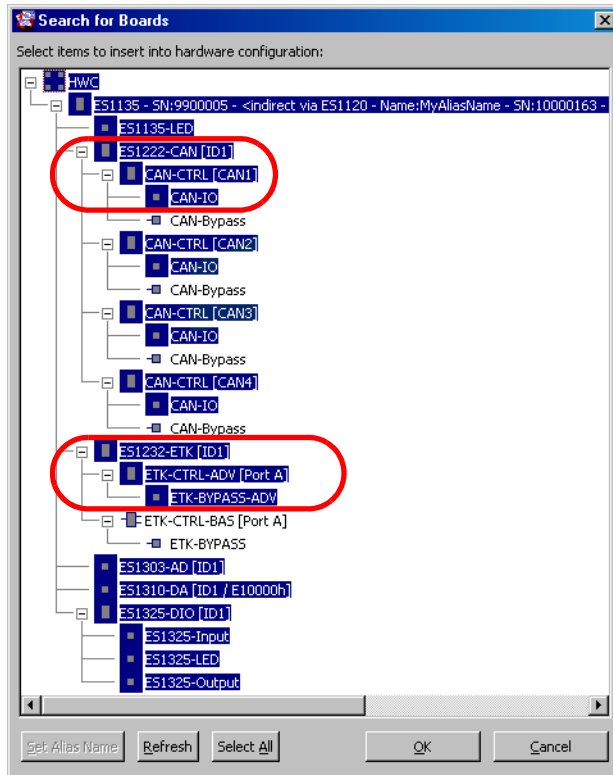 Search for Boards
Select items to insert into hardware configuration:
HWC
ES1135 - SN:9900005 - <indirect via ES1120 - Name:MyAliasName - SN:10000163 -
ES1135-LED
ES1222-CAN [ID1]
CAN-CTRL [CAN1]
CAN-IO
CAN-Bypass
CAN-CTRL [CAN2]
CAN-IO
CAN-Bypass
CAN-CTRL [CAN3]
CAN-IO
CAN-Bypass
CAN-CTRL [CAN4]
CAN-IO
CAN-Bypass
ES1232-ETK [ID1]
ETK-CTRL-ADV [Port A]
ETK-BYPASS-ADV
ETK-CTRL-BAS [Port A]
ETK-BYPASS
ES1303-AD [ID1]
ES1310-DA [ID1 / E10000h]
ES1325-DIO [ID1]
ES1325-Input
ES1325-LED
ES1325-Output
Set Alias Name Refresh Select All OK Cancel